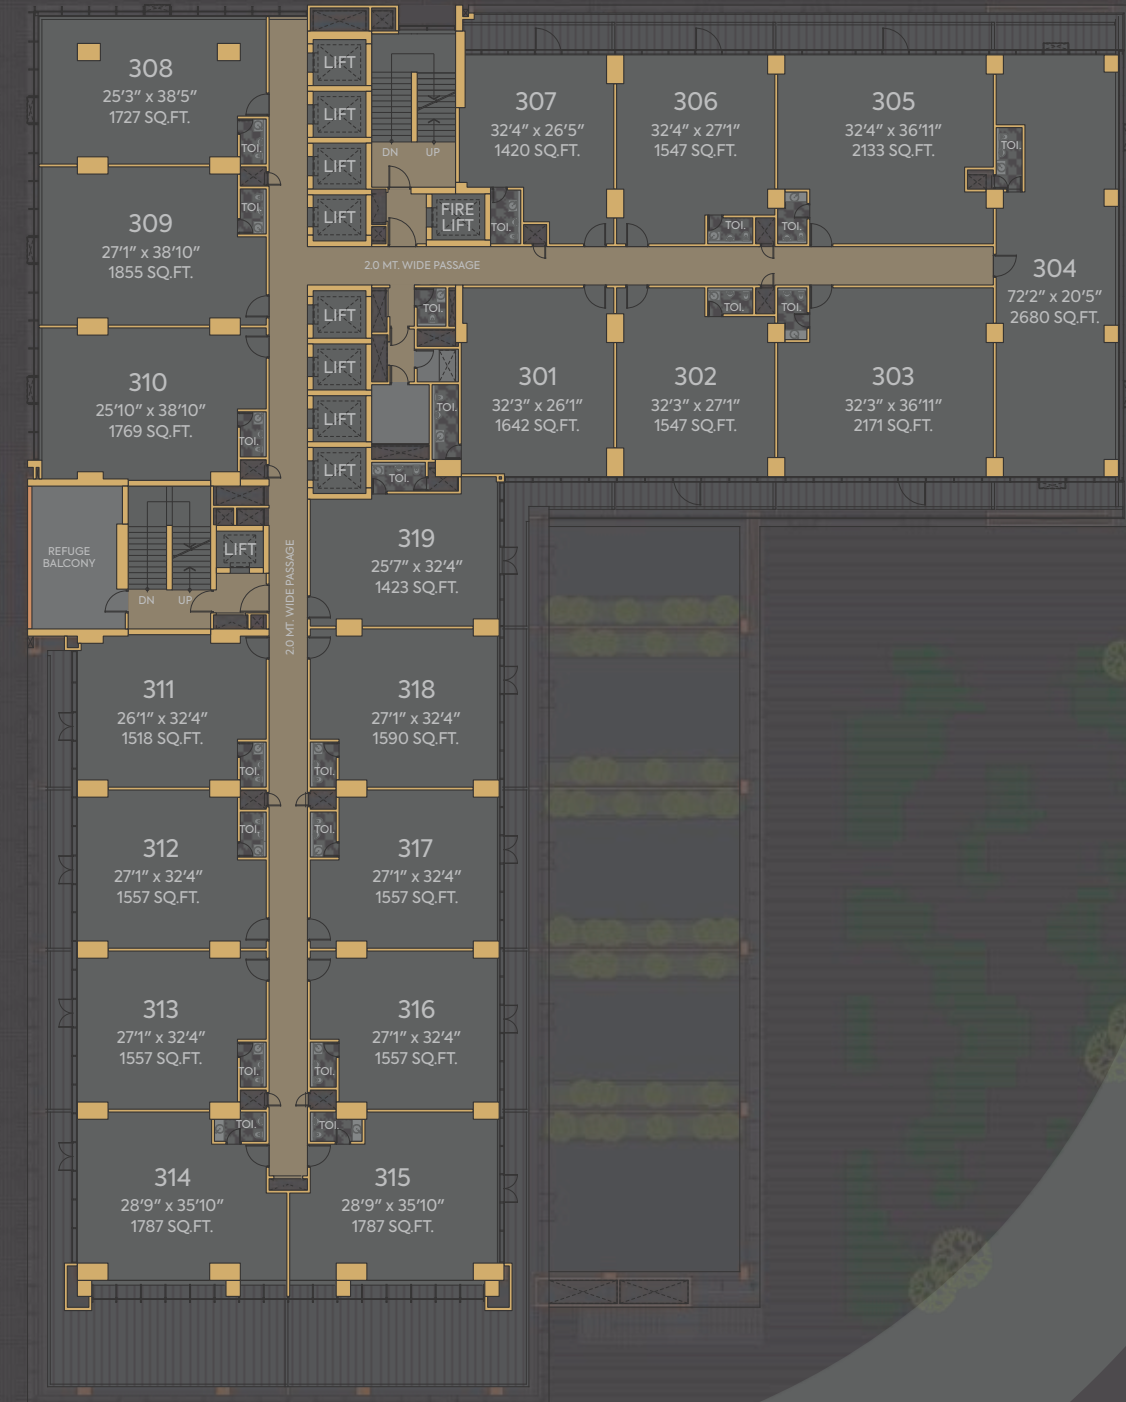 308
25'3" x 38'5"
1727 SQ.FT.
TOI.
309
27'1" x 38'10"
1855 SQ.FT.
TOI.
310
25'10" x 38'10"
1769 SQ.FT.
TOI.
LIFT
LIFT
LIFT
LIFT
DN
UP
FIRE
LIFT
TOI.
307
32'4" x 26'5"
1420 SQ.FT.
306
32'4" x 27'1"
1547 SQ.FT.
TOI.
305
32'4" x 36'11"
2133 SQ.FT.
TOI.
TOI.
304
72'2" x 20'5"
2680 SQ.FT.
2.0 MT. WIDE PASSAGE
LIFT
LIFT
LIFT
LIFT
TOI.
TOI.
TOI.
301
32'3" x 26'1"
1642 SQ.FT.
302
32'3" x 27'1"
1547 SQ.FT.
TOI.
303
32'3" x 36'11"
2171 SQ.FT.
TOI.
REFUGE
BALCONY
DN
UP
LIFT
2.0 MT. WIDE PASSAGE
319
25'7" x 32'4"
1423 SQ.FT.
311
26'1" x 32'4"
1518 SQ.FT.
TOI.
318
27'1" x 32'4"
1590 SQ.FT.
TOI.
312
27'1" x 32'4"
1557 SQ.FT.
TOI.
317
27'1" x 32'4"
1557 SQ.FT.
TOI.
313
27'1" x 32'4"
1557 SQ.FT.
TOI.
316
27'1" x 32'4"
1557 SQ.FT.
TOI.
314
28'9" x 35'10"
1787 SQ.FT.
TOI.
315
28'9" x 35'10"
1787 SQ.FT.
TOI.